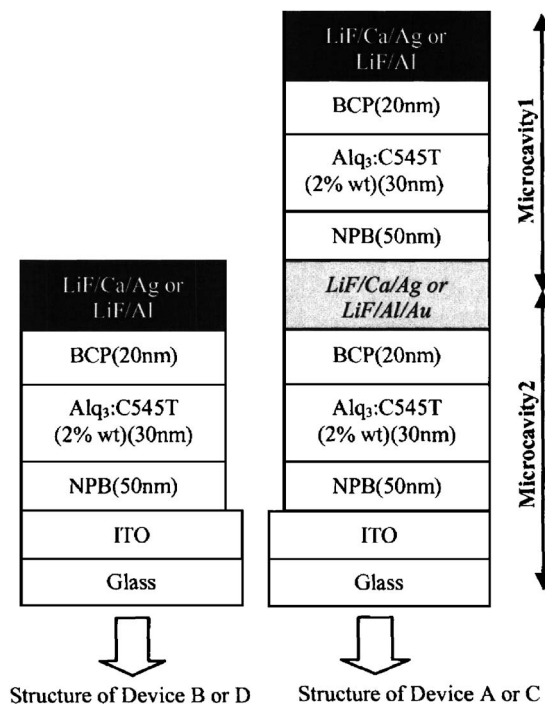 LiF/Ca/Ag or
LiF/Al
BCP(20nm)
Alq₃:C545T
(2% wt)(30nm)
NPB(50nm)
ITO
Glass
Structure of Device B or D
LiF/Ca/Ag or
LiF/Al
BCP(20nm)
Alq₃:C545T
(2% wt)(30nm)
NPB(50nm)
LiF/Ca/Ag or
LiF/Al/Au
BCP(20nm)
Alq₃:C545T
(2% wt)(30nm)
NPB(50nm)
ITO
Glass
Structure of Device A or C
Microcavity1
Microcavity2